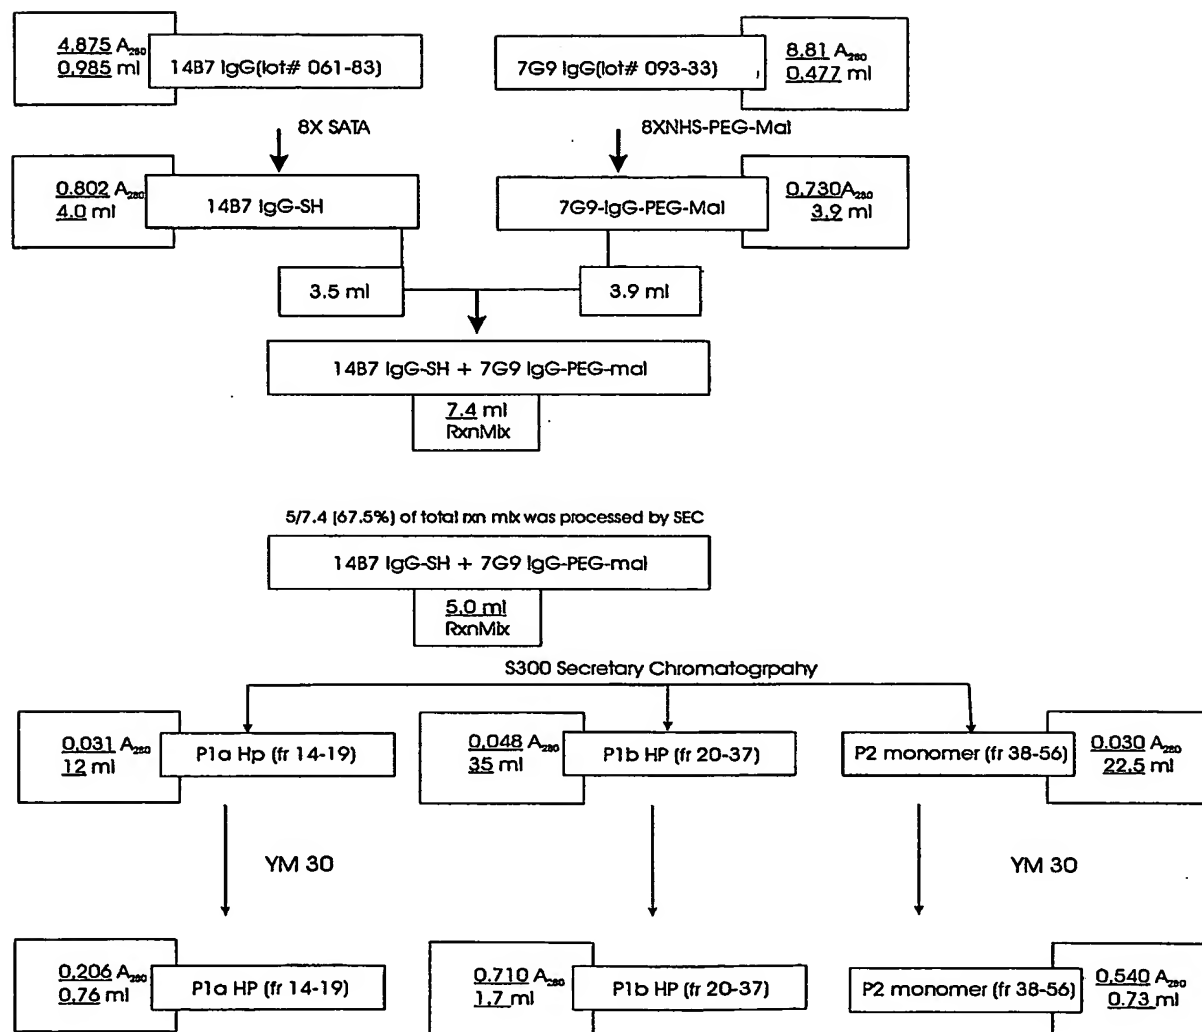 4.875 A280
0.985 ml
14B7 IgG(lot# 061-83)
7G9 IgG(lot# 093-33)
8.81 A280
0.477 ml
8X SATA
8XNHS-PEG-Mal
0.802 A280
4.0 ml
14B7 IgG-SH
7G9-IgG-PEG-Mal
0.730A280
3.9 ml
3.5 ml
3.9 ml
14B7 IgG-SH + 7G9 IgG-PEG-mal
7.4 ml
RxnMix
5/7.4 (67.5%) of total rxn mix was processed by SEC
14B7 IgG-SH + 7G9 IgG-PEG-mal
5.0 ml
RxnMix
S300 Secretary Chromatogrpahy
0.031 A280
12 ml
P1a Hp (fr 14-19)
0.048 A280
35 ml
P1b HP (fr 20-37)
P2 monomer (fr 38-56)
0.030 A280
22.5 ml
YM 30
YM 30
0.206 A280
0.76 ml
P1a HP (fr 14-19)
0.710 A280
1.7 ml
P1b HP (fr 20-37)
P2 monomer (fr 38-56)
0.540 A280
0.73 ml